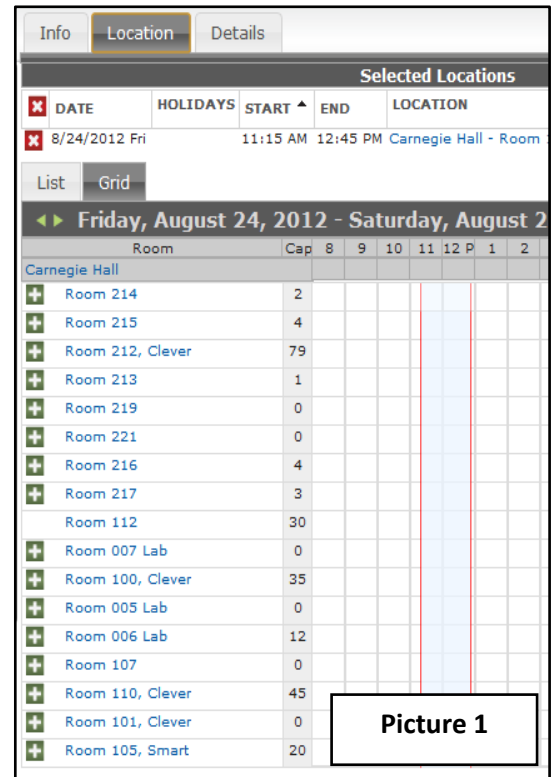 Info Location Details
Selected Locations
DATE HOLIDAYS START END LOCATION
8/24/2012 Fri 11:15 AM 12:45 PM Carnegie Hall - Room
List Grid
Friday, August 24, 2012 - Saturday, August 2
Room Cap 8 9 10 11 12 P 1 2
Carnegie Hall
Room 214 2
Room 215 4
Room 212, Clever 79
Room 213 1
Room 219 0
Room 221 0
Room 216 4
Room 217 3
Room 112 30
Room 007 Lab 0
Room 100, Clever 35
Room 005 Lab 0
Room 006 Lab 12
Room 107 0
Room 110, Clever 45
Room 101, Clever 0
Room 105, Smart 20
Picture 1